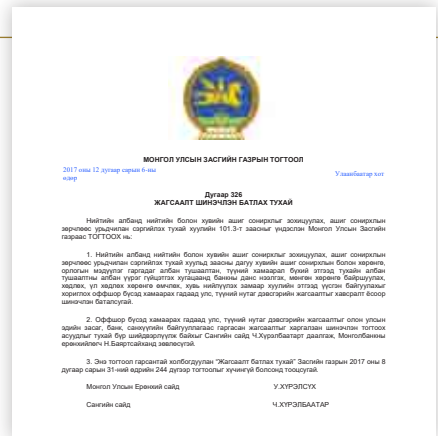 МОНГОЛ УЛСЫН ЗАСГИЙН ГАЗРЫН ТОГТООЛ
2017 оны 12 дугаар сарын 6-ны
өдөр
Улаанбаатар хот
Дугаар 326
ЖАГСААЛТ ШИНЭЧЛЭН БАТЛАХ ТУХАЙ
Нийтийн албанд нийтийн болон хувийн ашиг сонирхлыг зохицуулах, ашиг сонирхлын
зөрчлөөс урьдчилан сэргийлэх тухай хуулийн 101.3-т заасныг үндэслэн Монгол Улсын Засгийн
газраас ТОГТООХ нь:
1. Нийтийн албанд нийтийн болон хувийн ашиг сонирхлыг зохицуулах, ашиг сонирхлын
зөрчлөөс урьдчилан сэргийлэх тухай хуульд заасны дагуу хувийн ашиг сонирхлын болон хөрөнгө,
орлогын мэдүүлэг гаргадаг албан тушаалтан, түүний хамаарал бүхий этгээд тухайн албан
тушаалтны албан үүрэг гүйцэтгэх хугацаанд банкны данс нээлгэх, мөнгөн хөрөнгө байршуулах,
хөдлөх, үл хөдлөх хөрөнгө өмчлөх, хувь нийлүүлэх замаар хуулийн этгээд үүсгэн байгуулахыг
хориглох оффшор бүсэд хамаарах гадаад улс, түүний нутаг дэвсгэрийн жагсаалтыг хавсралт ёсоор
шинэчлэн баталсугай.
2. Оффшор бүсэд хамаарах гадаад улс, түүний нутаг дэвсгэрийн жагсаалтыг олон улсын
эдийн засаг, банк, санхүүгийн байгууллагаас гаргасан жагсаалтыг харгалзан шинэчлэн тогтоох
асуудлыг тухай бүр шийдвэрлүүлж байхыг Сангийн сайд Ч.Хүрэлбаатарт даалгаж, Монголбанкны
ерөнхийлөгч Н.Баяртсайханд зөвлөсүгэй.
3. Энэ тогтоол гарсантай холбогдуулан "Жагсаалт батлах тухай" Засгийн газрын 2017 оны 8
дугаар сарын 31-ний өдрийн 244 дүгээр тогтоолыг хүчингүй болсонд тооцсугай.
Монгол Улсын Ерөнхий сайд У.ХҮРЭЛСҮХ
Сангийн сайд Ч.ХҮРЭЛБААТАР